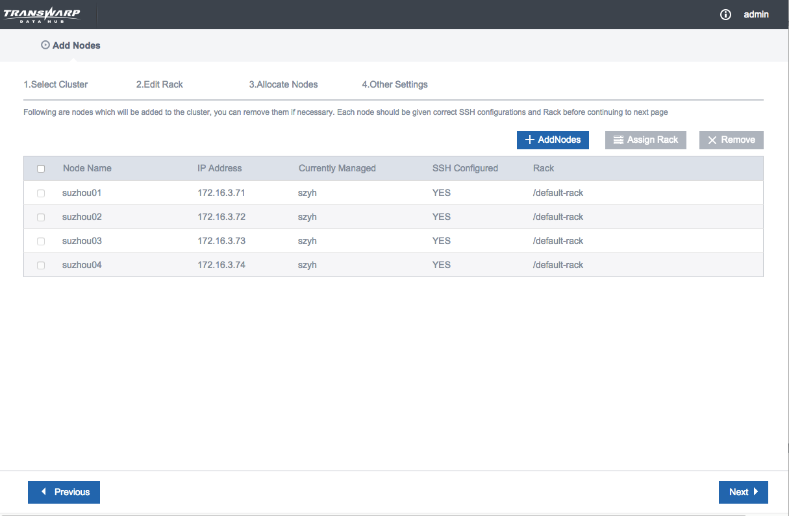 TRANSWARP
DATA HUB
admin
Add Nodes
1.Select Cluster 2.Edit Rack 3.Allocate Nodes 4.Other Settings
Following are nodes which will be added to the cluster, you can remove them if necessary. Each node should be given correct SSH configurations and Rack before continuing to next page
AddNodes Assign Rack Remove
Node Name IP Address Currently Managed SSH Configured Rack
suzhou01 172.16.3.71 szyh YES /default-rack
suzhou02 172.16.3.72 szyh YES /default-rack
suzhou03 172.16.3.73 szyh YES /default-rack
suzhou04 172.16.3.74 szyh YES /default-rack
Previous Next